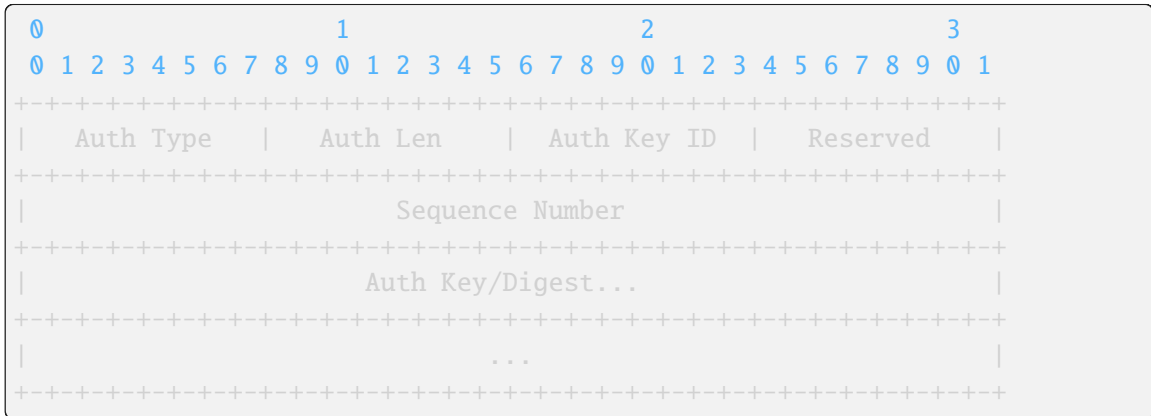 0                   1                   2                   3
 0 1 2 3 4 5 6 7 8 9 0 1 2 3 4 5 6 7 8 9 0 1 2 3 4 5 6 7 8 9 0 1
+-+-+-+-+-+-+-+-+-+-+-+-+-+-+-+-+-+-+-+-+-+-+-+-+-+-+-+-+-+-+-+-+
|   Auth Type   |   Auth Len    |  Auth Key ID  |   Reserved    |
+-+-+-+-+-+-+-+-+-+-+-+-+-+-+-+-+-+-+-+-+-+-+-+-+-+-+-+-+-+-+-+-+
|                        Sequence Number                        |
+-+-+-+-+-+-+-+-+-+-+-+-+-+-+-+-+-+-+-+-+-+-+-+-+-+-+-+-+-+-+-+-+
|                      Auth Key/Digest...                       |
+-+-+-+-+-+-+-+-+-+-+-+-+-+-+-+-+-+-+-+-+-+-+-+-+-+-+-+-+-+-+-+-+
|                              ...                              |
+-+-+-+-+-+-+-+-+-+-+-+-+-+-+-+-+-+-+-+-+-+-+-+-+-+-+-+-+-+-+-+-+